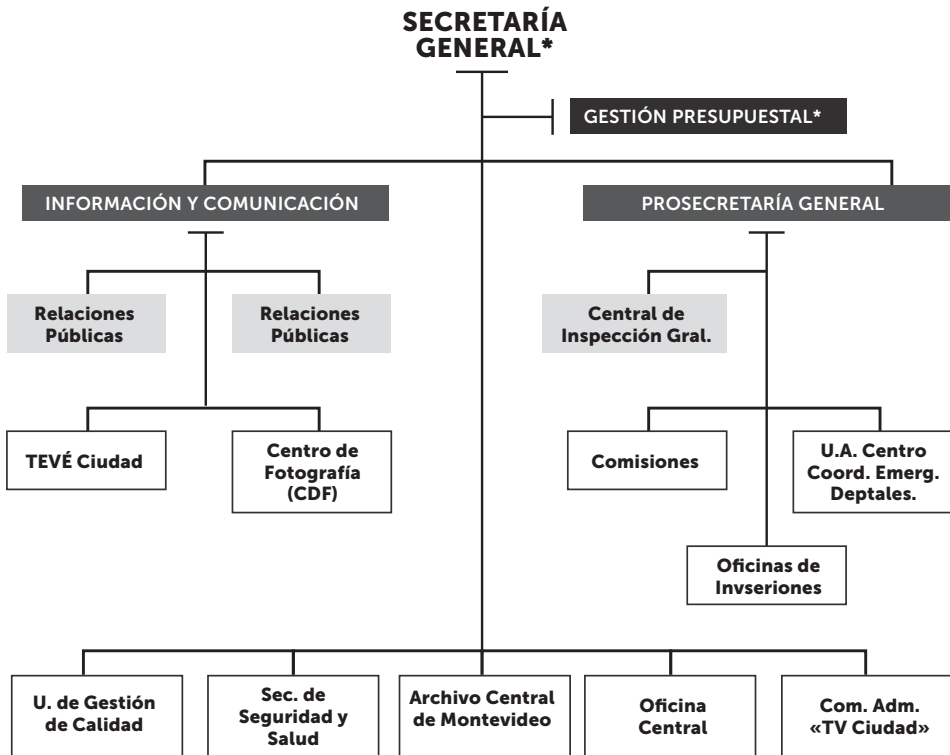 SECRETARÍA
GENERAL*
GESTIÓN PRESUPUESTAL*
INFORMACIÓN Y COMUNICACIÓN
PROSECRETARÍA GENERAL
Relaciones
Públicas
Relaciones
Públicas
Central de
Inspección Gral.
TEVÉ Ciudad
Centro de
Fotografía
(CDF)
Comisiones
U.A. Centro
Coord. Emerg.
Deptales.
Oficinas de
Invseriones
U. de Gestión
de Calidad
Sec. de
Seguridad y
Salud
Archivo Central
de Montevideo
Oficina
Central
Com. Adm.
«TV Ciudad»